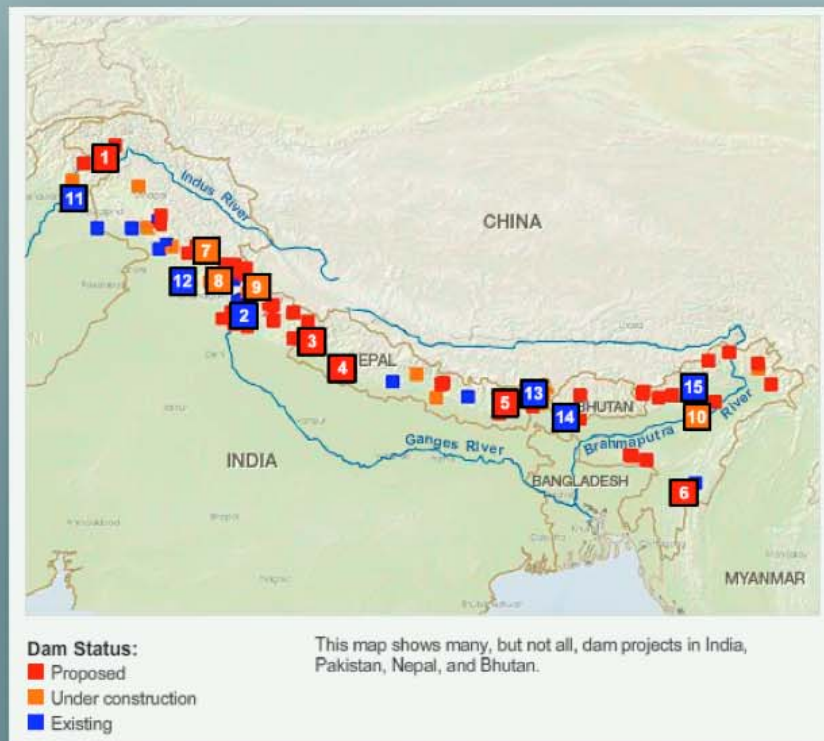 1
11
Indus River
CHINA
7
12
8
9
2
3
4
EPAL
5
13
14
BHUTAN
15
10
Brahmaputra River
Ganges River
INDIA
BANGLADESH
6
MYANMAR
Dam Status:
Proposed
Under construction
Existing
This map shows many, but not all, dam projects in India,
Pakistan, Nepal, and Bhutan.